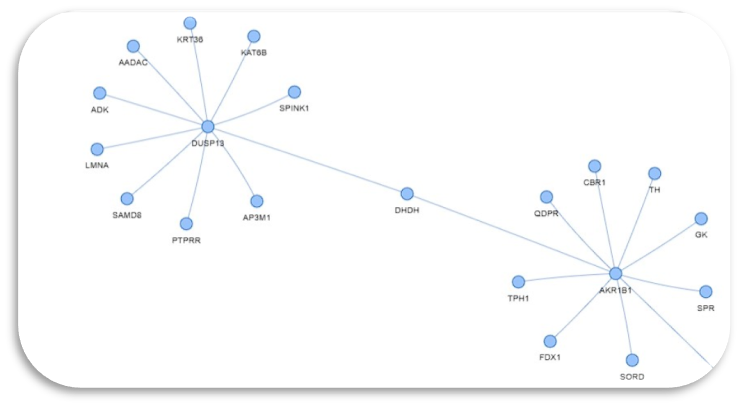 KRT36
KAT6B
AADAC
ADK
SPINK1
DUSP13
LMNA
SAMD8
AP3M1
PTPRR
DHDH
CBR1
TH
QDPR
GK
AKR1B1
TPH1
SPR
FDX1
SORD